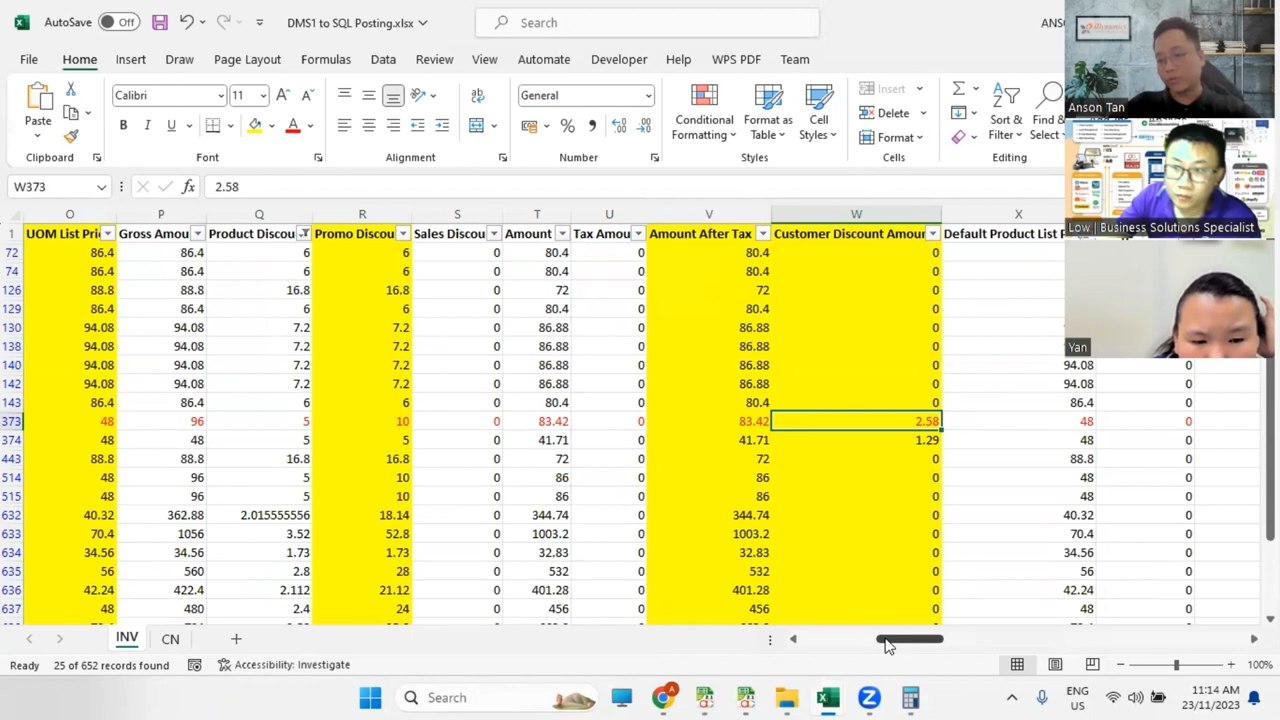 AutoSave Off DMS1 to SQL Posting.xlsx Search ANS
File Home Insert Draw Page Layout Formulas Data Review View Automate Developer Help WPS PDF Team
Paste Calibri 11 General Conditional Formatting Format as Table Cell Styles Insert Delete Format Sort & Filter Find Select
Clipboard Font Alignment Number Styles Cells Editing
Anson Tan
Low | Business Solutions Specialist
Yan
W373 fx 2.58
O P Q R S T U V W X
1 UOM List Pri Gross Amou Product Discou Promo Discou Sales Discou Amount Tax Amou Amount After Tax Customer Discount Amour Default Product List P
72 86.4 86.4 6 6 0 80.4 0 80.4 0
74 86.4 86.4 6 6 0 80.4 0 80.4 0
126 88.8 88.8 16.8 16.8 0 72 0 72 0
129 86.4 86.4 6 6 0 80.4 0 80.4 0
130 94.08 94.08 7.2 7.2 0 86.88 0 86.88 0
138 94.08 94.08 7.2 7.2 0 86.88 0 86.88 0
140 94.08 94.08 7.2 7.2 0 86.88 0 86.88 0 94.08 0
142 94.08 94.08 7.2 7.2 0 86.88 0 86.88 0 94.08 0
143 86.4 86.4 6 6 0 80.4 0 80.4 0 86.4 0
373 48 96 5 10 0 83.42 0 83.42 2.58 48 0
374 48 48 5 5 0 41.71 0 41.71 1.29 48 0
443 88.8 88.8 16.8 16.8 0 72 0 72 0 88.8 0
514 48 96 5 10 0 86 0 86 0 48 0
515 48 96 5 10 0 86 0 86 0 48 0
632 40.32 362.88 2.015555556 18.14 0 344.74 0 344.74 0 40.32 0
633 70.4 1056 3.52 52.8 0 1003.2 0 1003.2 0 70.4 0
634 34.56 34.56 1.73 1.73 0 32.83 0 32.83 0 34.56 0
635 56 560 2.8 28 0 532 0 532 0 56 0
636 42.24 422.4 2.112 21.12 0 401.28 0 401.28 0 42.24 0
637 48 480 2.4 24 0 456 0 456 0 48 0
INV CN
Ready 25 of 652 records found Accessibility: Investigate 100%
Search ENG US 11:14 AM 23/11/2023